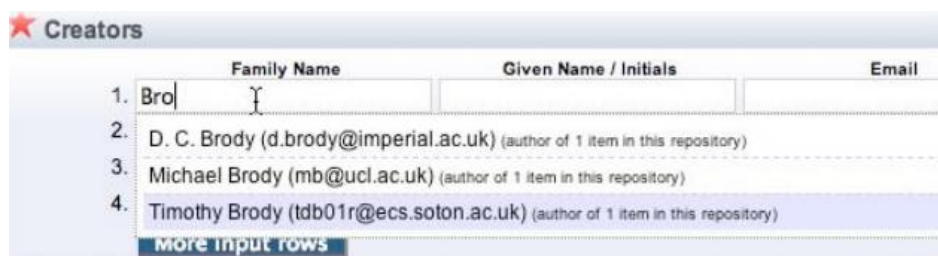 Creators
Family Name Given Name / Initials Email
1. Bro
2. D. C. Brody (d.brody@imperial.ac.uk) (author of 1 item in this repository)
3. Michael Brody (mb@ucl.ac.uk) (author of 1 item in this repository)
4. Timothy Brody (tdb01r@ecs.soton.ac.uk) (author of 1 item in this repository)
More input rows